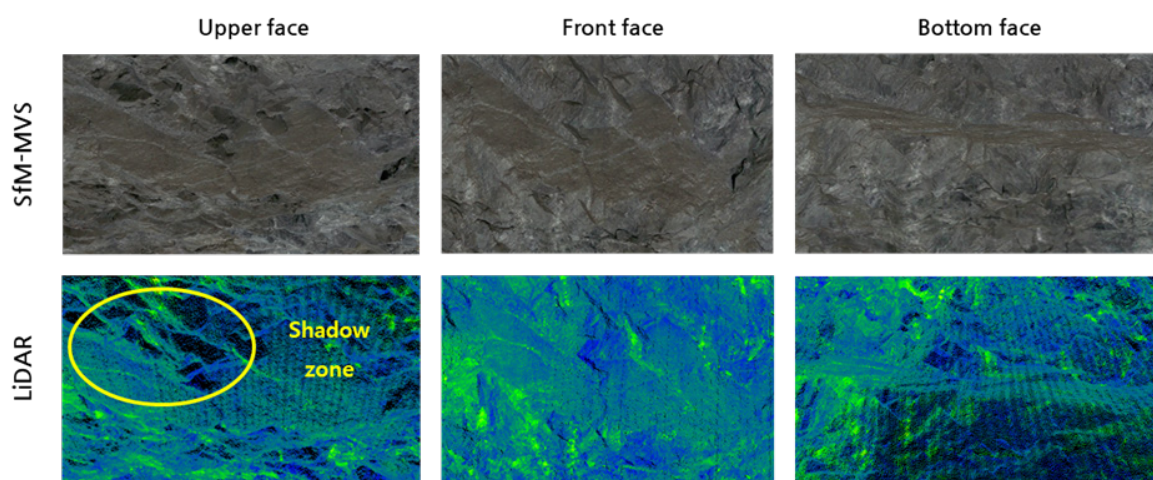 Upper face
Front face
Bottom face
SfM-MVS
LiDAR
Shadow
zone